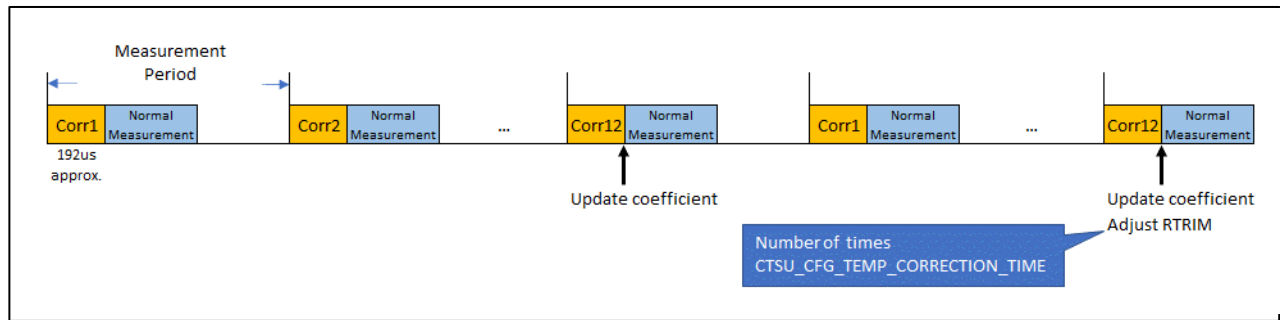 Measurement
Period
Corr1
Normal
Measurement
Corr2
Normal
Measurement
...
Corr12
Normal
Measurement
Corr1
Normal
Measurement
...
Corr12
Normal
Measurement
192us
approx.
Update coefficient
Update coefficient
Adjust RTRIM
Number of times
CTSU_CFG_TEMP_CORRECTION_TIME